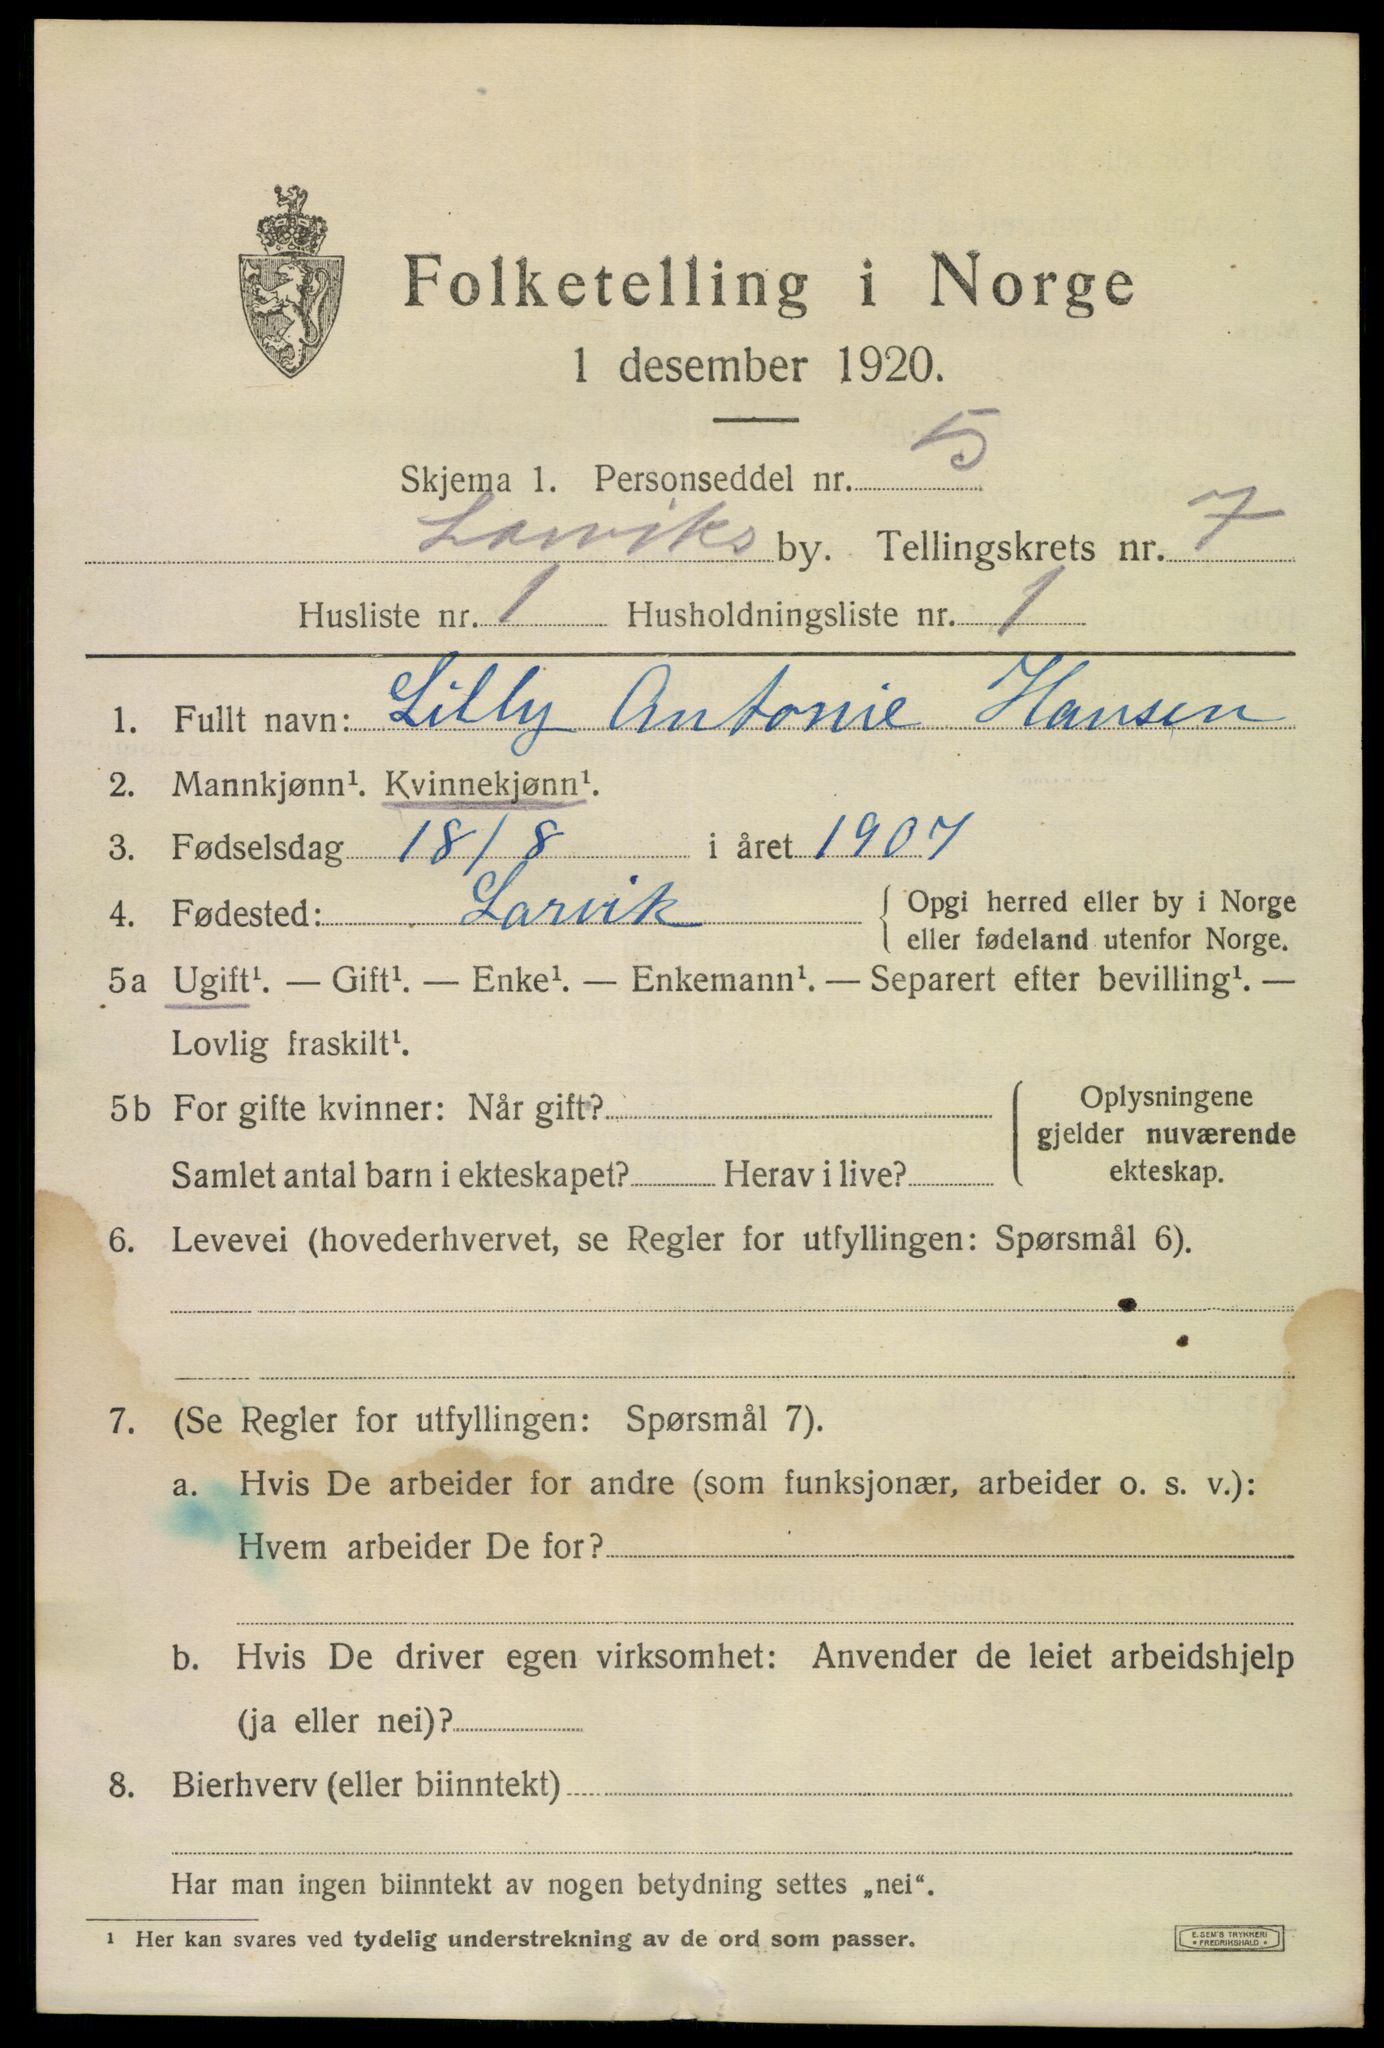 Folketelling i Norge
1 desember 1920.
Skjema 1. Personseddel nr. 5
Larviks by. Tellingskrets nr. 7
Husliste nr. 1 Husholdningsliste nr. 1
1. Fullt navn: Lilly Antonie Hansen
2. Mannkjønn¹. Kvinnekjønn¹.
3. Fødselsdag 18/8 i året 1907
4. Fødested: Larvik { Opgi herred eller by i Norge
eller fødeland utenfor Norge.
5a Ugift¹. — Gift¹. — Enke¹. — Enkemann¹. — Separert efter bevilling¹. —
Lovlig fraskilt¹.
5b For gifte kvinner: Når gift?
Samlet antal barn i ekteskapet? Herav i live?
Oplysningene
gjelder nuværende
ekteskap.
6. Levevei (hovederhvervet, se Regler for utfyllingen: Spørsmål 6).
7. (Se Regler for utfyllingen: Spørsmål 7).
a. Hvis De arbeider for andre (som funksjonær, arbeider o. s. v.):
Hvem arbeider De for?
b. Hvis De driver egen virksomhet: Anvender de leiet arbeidshjelp
(ja eller nei)?
8. Bierhverv (eller biinntekt)
Har man ingen biinntekt av nogen betydning settes „nei“.
¹ Her kan svares ved tydelig understrekning av de ord som passer.
E. SEM'S TRYKKERI
• FREDRIKSHALD •